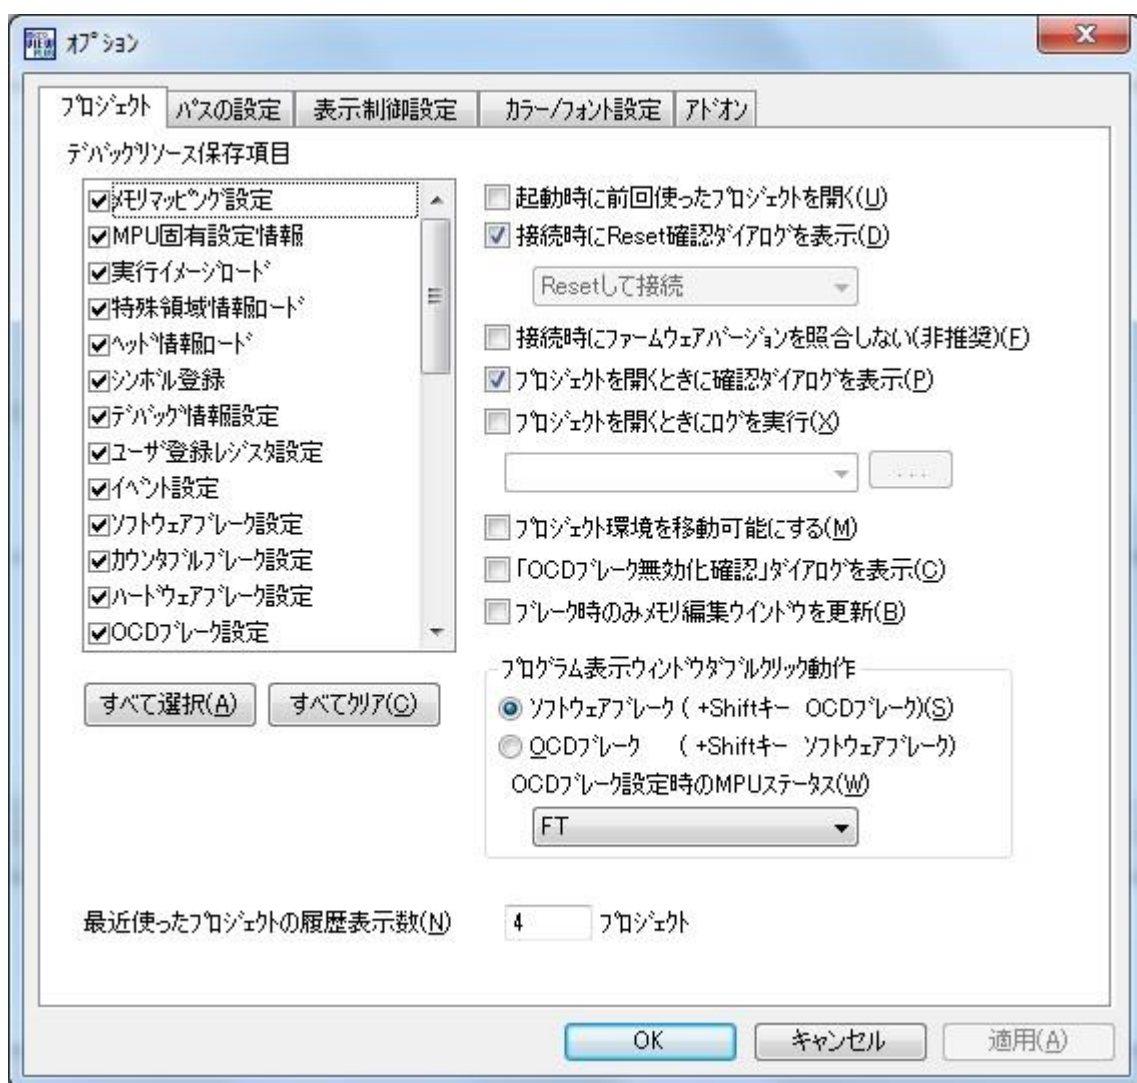 オプション
プロジェクト パスの設定 表示制御設定 カラー/フォント設定 アドオン
デバックリソース保存項目
メモリマッピング設定
MPU固有設定情報
実行イメージロード
特殊領域情報ロード
ヘッド情報ロード
シンボル登録
デバッグ情報設定
ユーザ登録レジスタ設定
イベント設定
ソフトウェアブレーク設定
カウンタブルブレーク設定
ハードウェアブレーク設定
OCDブレーク設定
すべて選択(A) すべてクリア(C)
起動時に前回使ったプロジェクトを開く(U)
接続時にReset確認ダイアログを表示(D)
Resetして接続
接続時にファームウェアバージョンを照合しない(非推奨)(F)
プロジェクトを開くときに確認ダイアログを表示(P)
プロジェクトを開くときにログを実行(X)
...
プロジェクト環境を移動可能にする(M)
「OCDブレーク無効化確認」ダイアログを表示(C)
ブレーク時のみメモリ編集ウインドウを更新(B)
プログラム表示ウィンドウダブルクリック動作
ソフトウェアブレーク ( +Shiftキー OCDブレーク)(S)
OCDブレーク ( +Shiftキー ソフトウェアブレーク)
OCDブレーク設定時のMPUステータス(W)
FT
最近使ったプロジェクトの履歴表示数(N) 4 プロジェクト
OK キャンセル 適用(A)